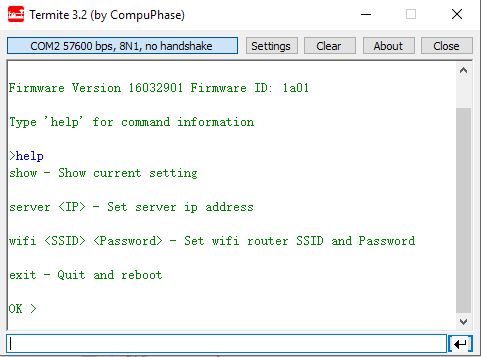 Termite 3.2 (by CompuPhase)
COM2 57600 bps, 8N1, no handshake
Settings
Clear
About
Close
Firmware Version 16032901 Firmware ID: 1a01
Type 'help' for command information
>help
show - Show current setting
server <IP> - Set server ip address
wifi <SSID> <Password> - Set wifi router SSID and Password
exit - Quit and reboot
OK >